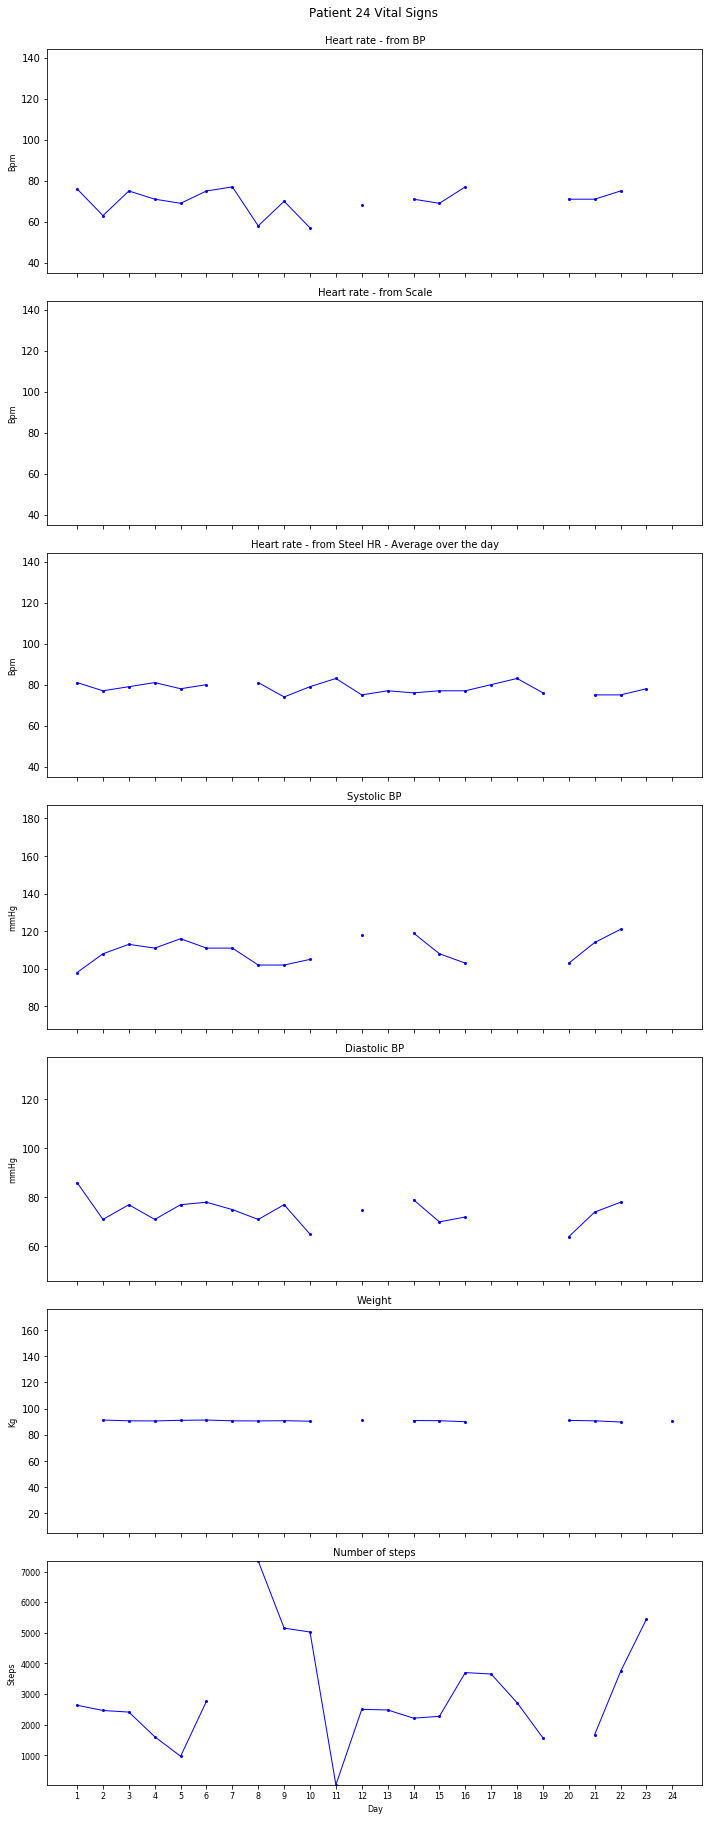 Patient 24 Vital Signs
Heart rate - from BP
140
120
100
80
60
40
Bpm
Heart rate - from Scale
140
120
100
80
60
40
Bpm
Heart rate - from Steel HR - Average over the day
140
120
100
80
60
40
Bpm
Systolic BP
180
160
140
120
100
80
mmHg
Diastolic BP
120
100
80
60
mmHg
Weight
160
140
120
100
80
60
40
20
Kg
Number of steps
7000
6000
5000
4000
3000
2000
1000
Steps
1 2 3 4 5 6 7 8 9 10 11 12 13 14 15 16 17 18 19 20 21 22 23 24
Day